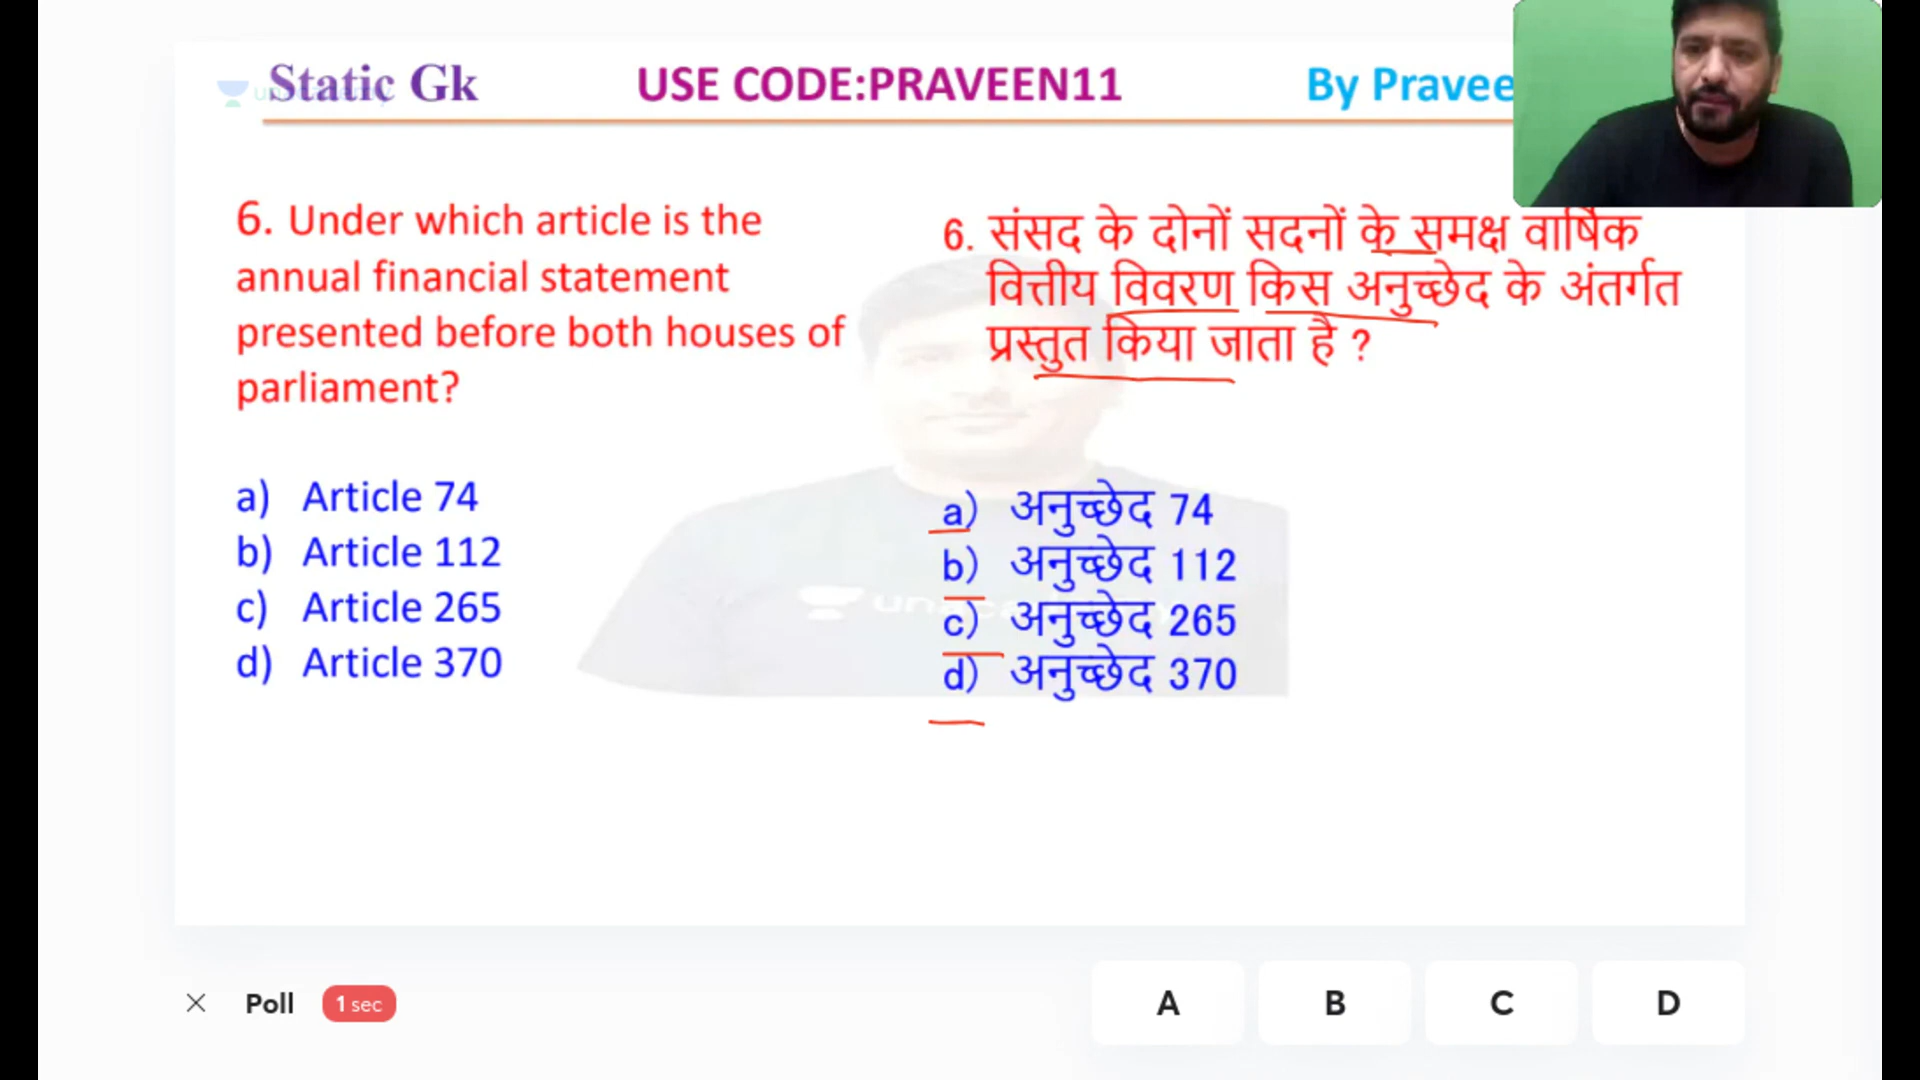 Static Gk
USE CODE:PRAVEEN11
By Pravee
6. Under which article is the
annual financial statement
presented before both houses of
parliament?
a) Article 74
b) Article 112
c) Article 265
d) Article 370
6. संसद के दोनों सदनों के समक्ष वार्षिक
वित्तीय विवरण किस अनुच्छेद के अंतर्गत
प्रस्तुत किया जाता है ?
a) अनुच्छेद 74
b) अनुच्छेद 112
c) अनुच्छेद 265
d) अनुच्छेद 370
unacademy
Poll
1 sec
A
B
C
D